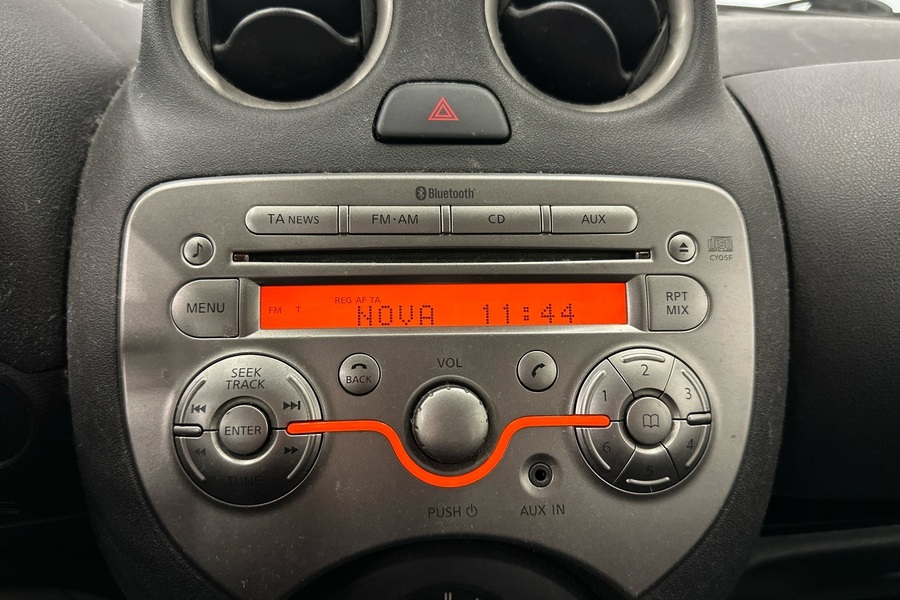 Bluetooth
TA NEWS
FM·AM
CD
AUX
CY05F
MENU
REG AF TA
FM T
NOVA 11:44
RPT
MIX
SEEK
TRACK
ENTER
TUNE
BACK
VOL
PUSH
AUX IN
1
2
3
4
5
6